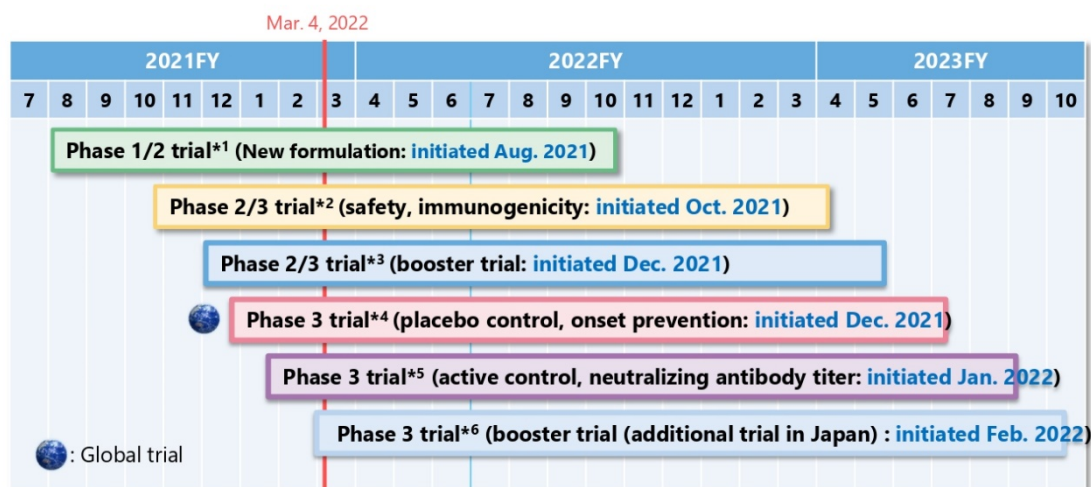 Mar. 4, 2022
2021FY 2022FY 2023FY
7 8 9 10 11 12 1 2 3 4 5 6 7 8 9 10 11 12 1 2 3 4 5 6 7 8 9 10
Phase 1/2 trial*1 (New formulation: initiated Aug. 2021)
Phase 2/3 trial*2 (safety, immunogenicity: initiated Oct. 2021)
Phase 2/3 trial*3 (booster trial: initiated Dec. 2021)
Phase 3 trial*4 (placebo control, onset prevention: initiated Dec. 2021)
Phase 3 trial*5 (active control, neutralizing antibody titer: initiated Jan. 2022)
Phase 3 trial*6 (booster trial (additional trial in Japan) : initiated Feb. 2022)
: Global trial